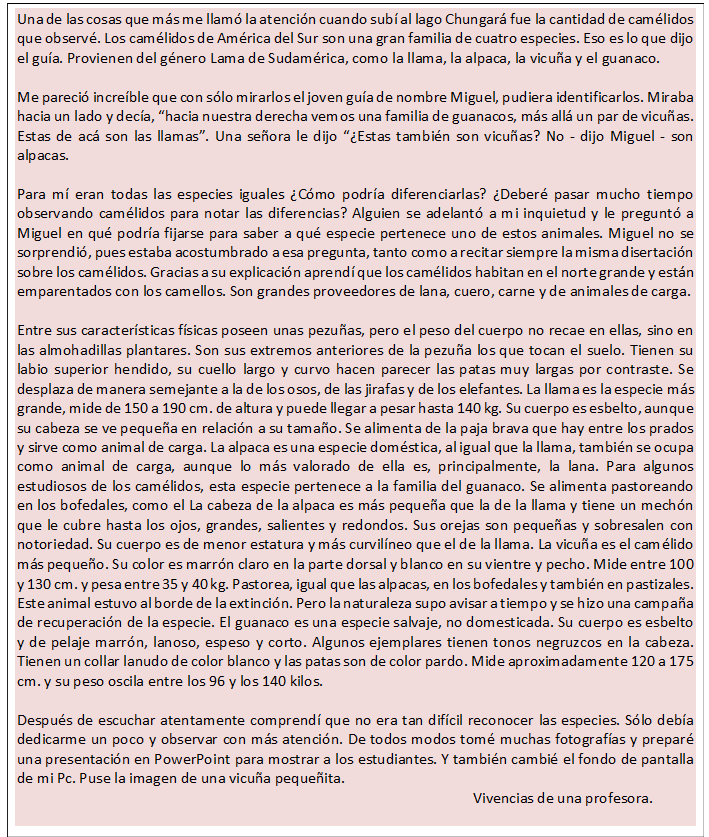 Una de las cosas que más me llamó la atención cuando subí al lago Chungará fue la cantidad de camélidos
que observé. Los camélidos de América del Sur son una gran familia de cuatro especies. Eso es lo que dijo
el guía. Provienen del género Lama de Sudamérica, como la llama, la alpaca, la vicuña y el guanaco.
Me pareció increíble que con sólo mirarlos el joven guía de nombre Miguel, pudiera identificarlos. Miraba
hacia un lado y decía, “hacia nuestra derecha vemos una familia de guanacos, más allá un par de vicuñas.
Estas de acá son las llamas”. Una señora le dijo “¿Estas también son vicuñas? No - dijo Miguel - son
alpacas.
Para mí eran todas las especies iguales ¿Cómo podría diferenciarlas? ¿Deberé pasar mucho tiempo
observando camélidos para notar las diferencias? Alguien se adelantó a mi inquietud y le preguntó a
Miguel en qué podría fijarse para saber a qué especie pertenece uno de estos animales. Miguel no se
sorprendió, pues estaba acostumbrado a esa pregunta, tanto como a recitar siempre la misma disertación
sobre los camélidos. Gracias a su explicación aprendí que los camélidos habitan en el norte grande y están
emparentados con los camellos. Son grandes proveedores de lana, cuero, carne y de animales de carga.
Entre sus características físicas poseen unas pezuñas, pero el peso del cuerpo no recae en ellas, sino en
las almohadillas plantares. Son sus extremos anteriores de la pezuña los que tocan el suelo. Tienen su
labio superior hendido, su cuello largo y curvo hacen parecer las patas muy largas por contraste. Se
desplaza de manera semejante a la de los osos, de las jirafas y de los elefantes. La llama es la especie más
grande, mide de 150 a 190 cm. de altura y puede llegar a pesar hasta 140 kg. Su cuerpo es esbelto, aunque
su cabeza se ve pequeña en relación a su tamaño. Se alimenta de la paja brava que hay entre los prados
y sirve como animal de carga. La alpaca es una especie doméstica, al igual que la llama, también se ocupa
como animal de carga, aunque lo más valorado de ella es, principalmente, la lana. Para algunos
estudiosos de los camélidos, esta especie pertenece a la familia del guanaco. Se alimenta pastoreando
en los bofedales, como el La cabeza de la alpaca es más pequeña que la de la llama y tiene un mechón
que le cubre hasta los ojos, grandes, salientes y redondos. Sus orejas son pequeñas y sobresalen con
notoriedad. Su cuerpo es de menor estatura y más curvilíneo que el de la llama. La vicuña es el camélido
más pequeño. Su color es marrón claro en la parte dorsal y blanco en su vientre y pecho. Mide entre 100
y 130 cm. y pesa entre 35 y 40 kg. Pastorea, igual que las alpacas, en los bofedales y también en pastizales.
Este animal estuvo al borde de la extinción. Pero la naturaleza supo avisar a tiempo y se hizo una campaña
de recuperación de la especie. El guanaco es una especie salvaje, no domesticada. Su cuerpo es esbelto
y de pelaje marrón, lanoso, espeso y corto. Algunos ejemplares tienen tonos negruzcos en la cabeza.
Tienen un collar lanudo de color blanco y las patas son de color pardo. Mide aproximadamente 120 a 175
cm. y su peso oscila entre los 96 y los 140 kilos.
Después de escuchar atentamente comprendí que no era tan difícil reconocer las especies. Sólo debía
dedicarme un poco y observar con más atención. De todos modos tomé muchas fotografías y preparé
una presentación en PowerPoint para mostrar a los estudiantes. Y también cambié el fondo de pantalla
de mi Pc. Puse la imagen de una vicuña pequeñita.
Vivencias de una profesora.